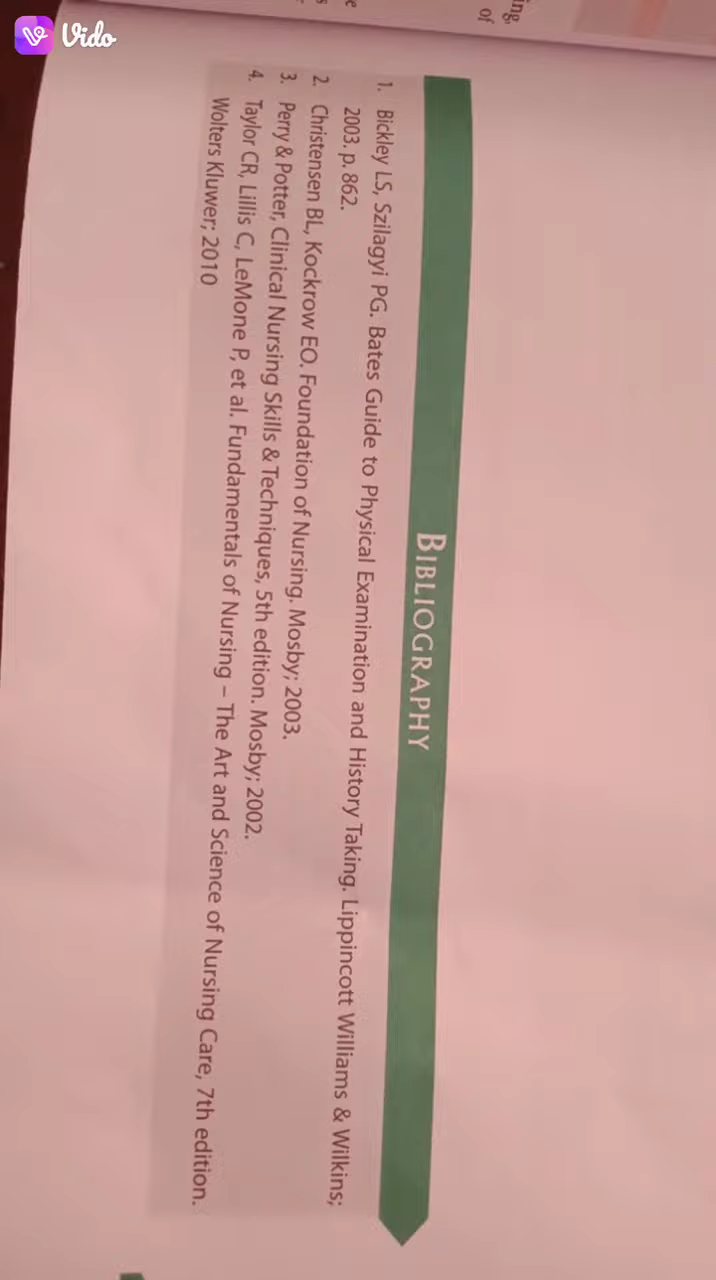 Vido
ing,
of
BIBLIOGRAPHY
1. Bickley LS, Szilagyi PG. Bates Guide to Physical Examination and History Taking. Lippincott Williams & Wilkins;
2003. p. 862.
2. Christensen BL, Kockrow EO. Foundation of Nursing. Mosby; 2003.
3. Perry & Potter, Clinical Nursing Skills & Techniques, 5th edition. Mosby; 2002.
4. Taylor CR, Lillis C, LeMone P, et al. Fundamentals of Nursing – The Art and Science of Nursing Care, 7th edition.
Wolters Kluwer; 2010